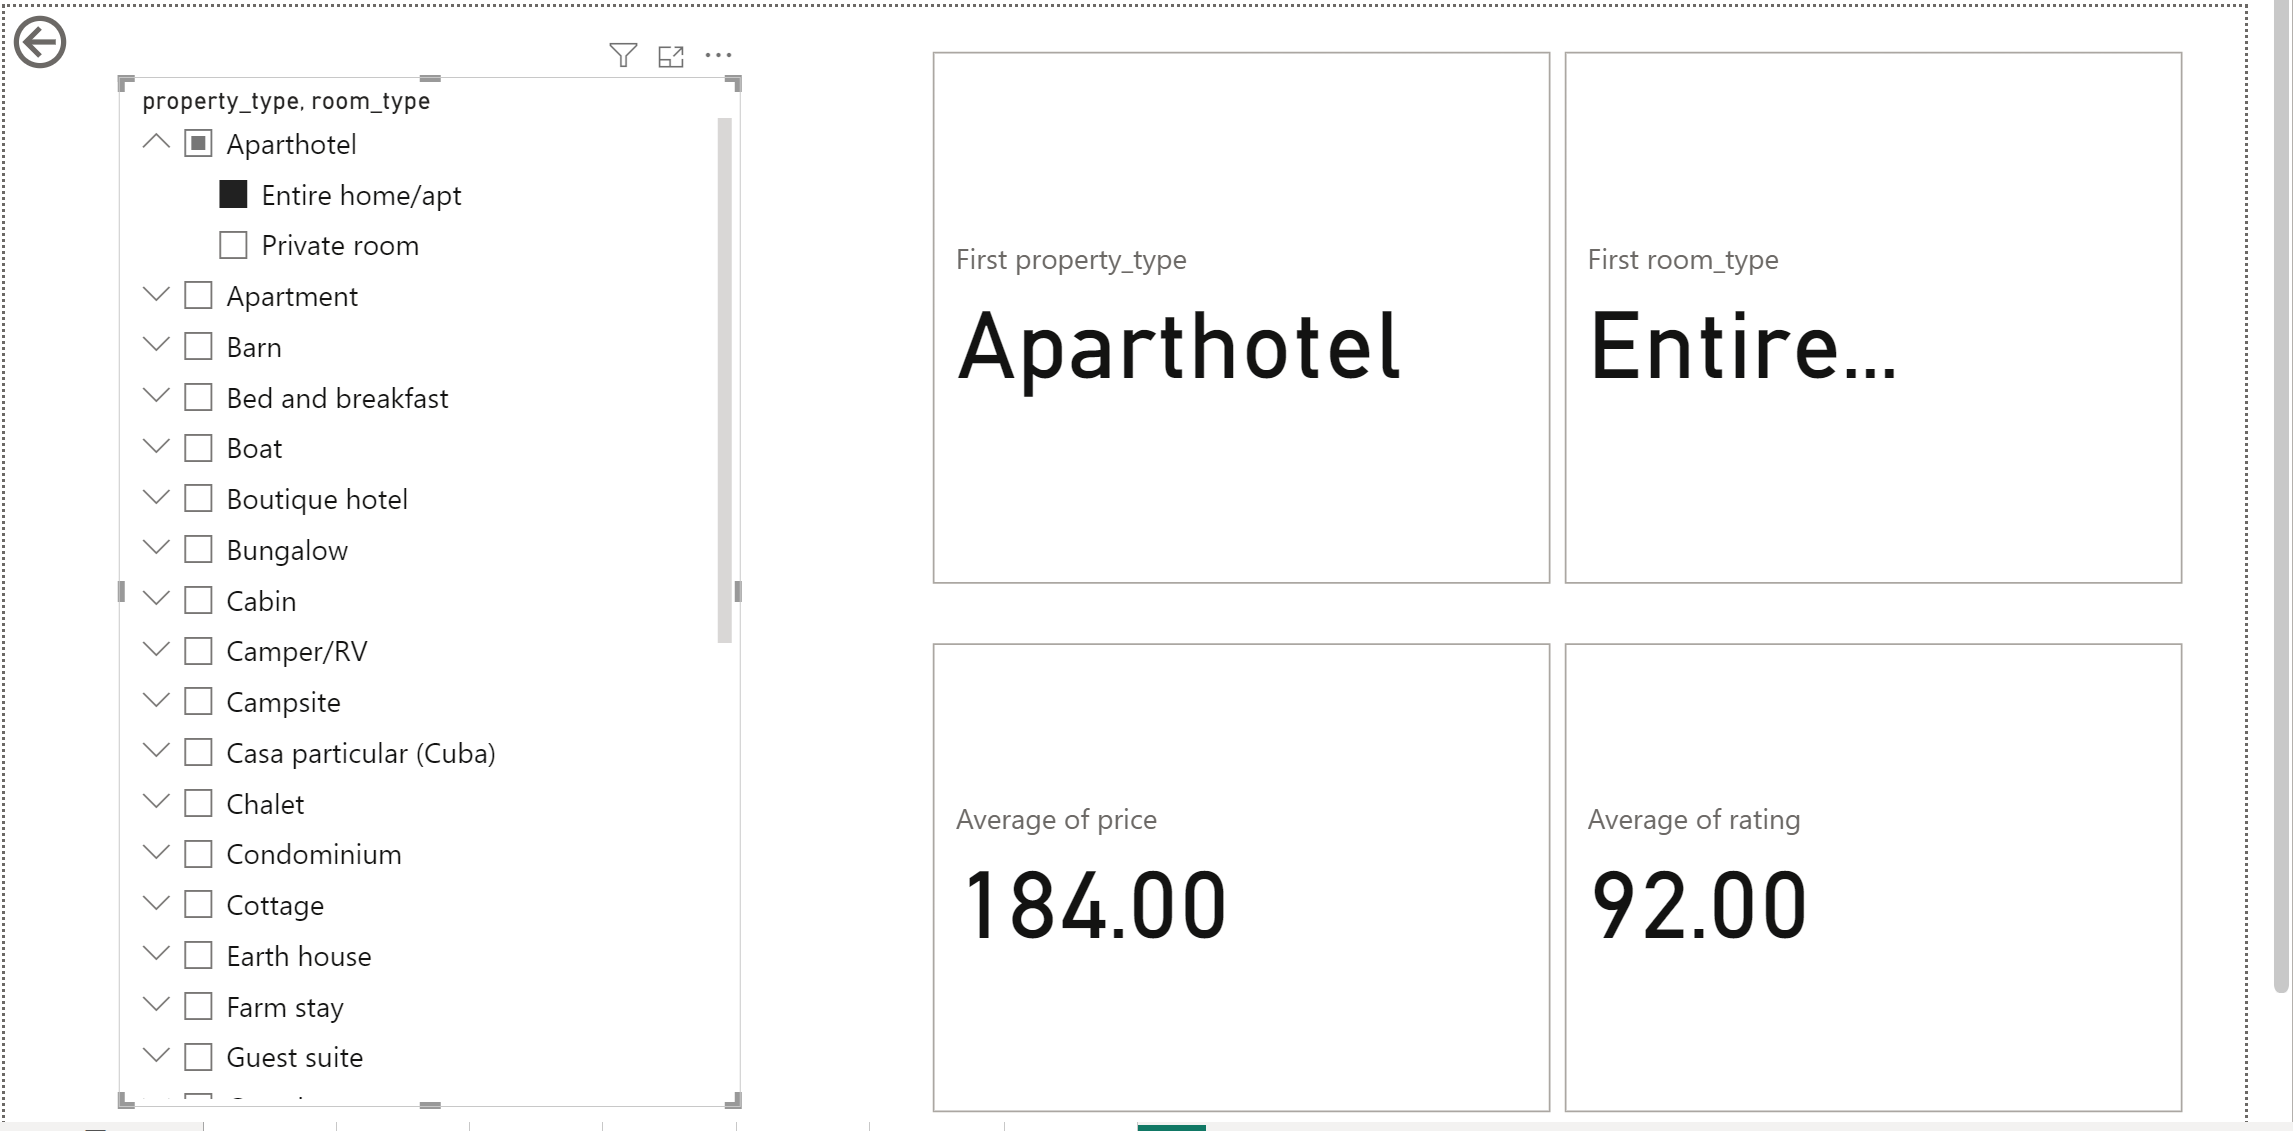 property_type, room_type
Aparthotel
Entire home/apt
Private room
Apartment
Barn
Bed and breakfast
Boat
Boutique hotel
Bungalow
Cabin
Camper/RV
Campsite
Casa particular (Cuba)
Chalet
Condominium
Cottage
Earth house
Farm stay
Guest suite
First property_type
Aparthotel
First room_type
Entire...
Average of price
184.00
Average of rating
92.00